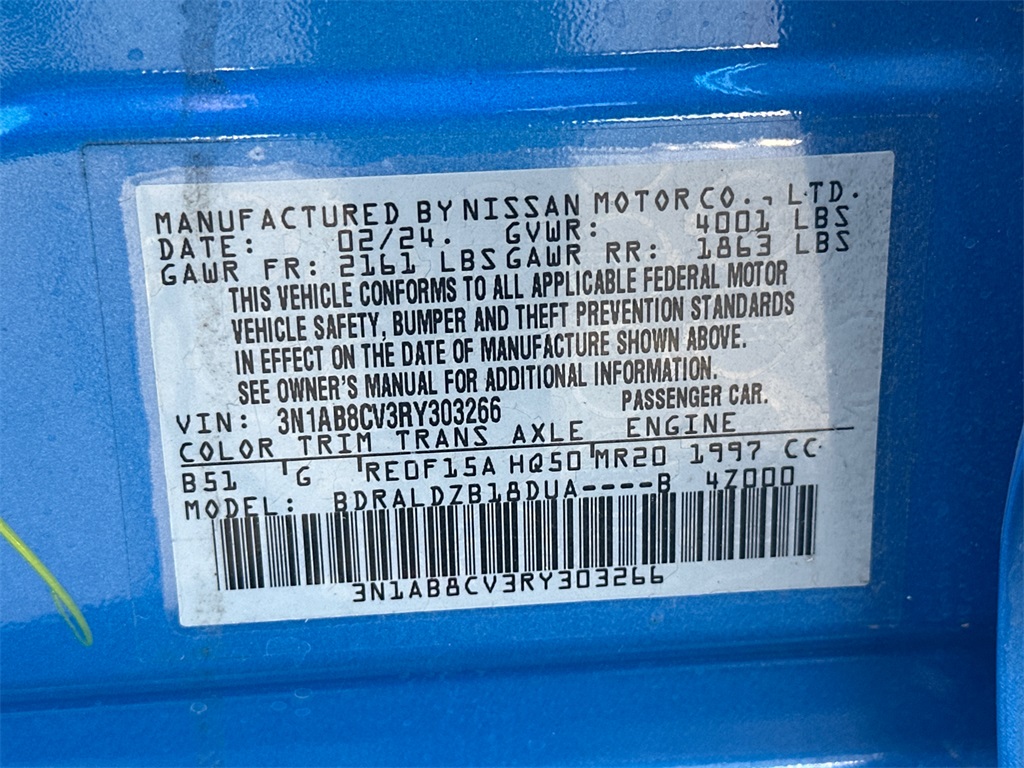 MANUFACTURED BY NISSAN MOTOR CO., LTD.
DATE: 02/24. GVWR: 4001 LBS
GAWR FR: 2161 LBS GAWR RR: 1863 LBS
THIS VEHICLE CONFORMS TO ALL APPLICABLE FEDERAL MOTOR
VEHICLE SAFETY, BUMPER AND THEFT PREVENTION STANDARDS
IN EFFECT ON THE DATE OF MANUFACTURE SHOWN ABOVE.
SEE OWNER'S MANUAL FOR ADDITIONAL INFORMATION.
VIN: 3N1AB8CV3RY303266 PASSENGER CAR.
COLOR TRIM TRANS AXLE ENGINE
B51 G RE0F15A HQ50 MR20 1997 CC
MODEL: BDRALDZB18DUA----B 4Z000
3N1AB8CV3RY303266